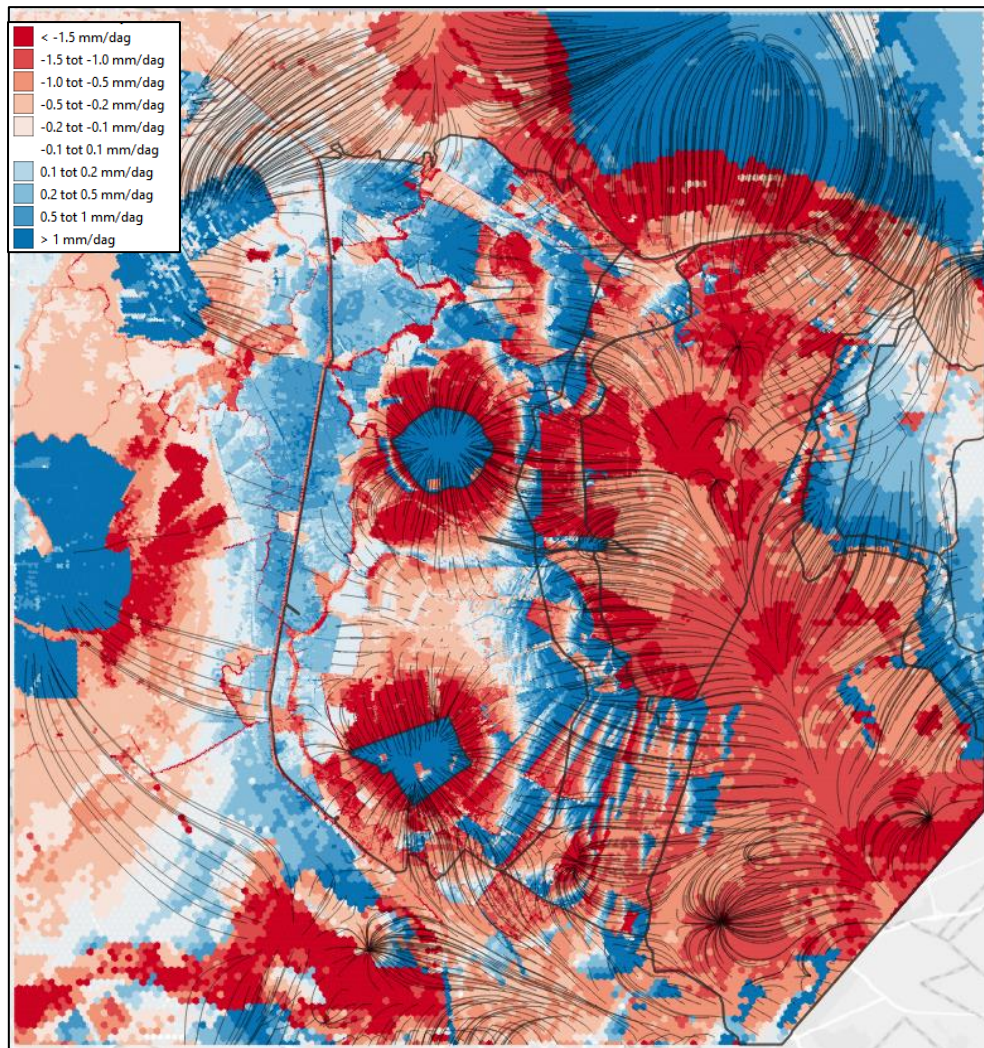 < -1.5 mm/dag
-1.5 tot -1.0 mm/dag
-1.0 tot -0.5 mm/dag
-0.5 tot -0.2 mm/dag
-0.2 tot -0.1 mm/dag
-0.1 tot 0.1 mm/dag
0.1 tot 0.2 mm/dag
0.2 tot 0.5 mm/dag
0.5 tot 1 mm/dag
> 1 mm/dag